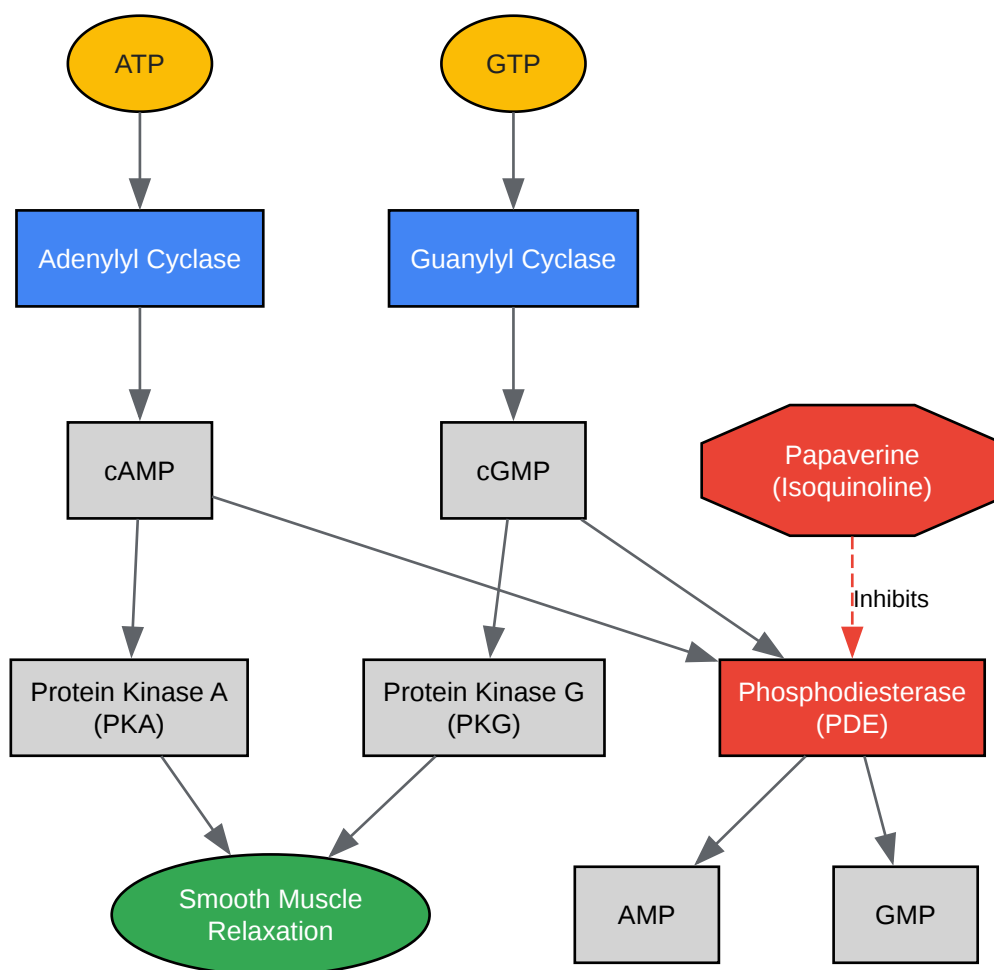 ATP
GTP
Adenylyl Cyclase
Guanylyl Cyclase
cAMP
cGMP
Papaverine
(Isoquinoline)
Inhibits
Protein Kinase A
(PKA)
Protein Kinase G
(PKG)
Phosphodiesterase
(PDE)
Smooth Muscle
Relaxation
AMP
GMP